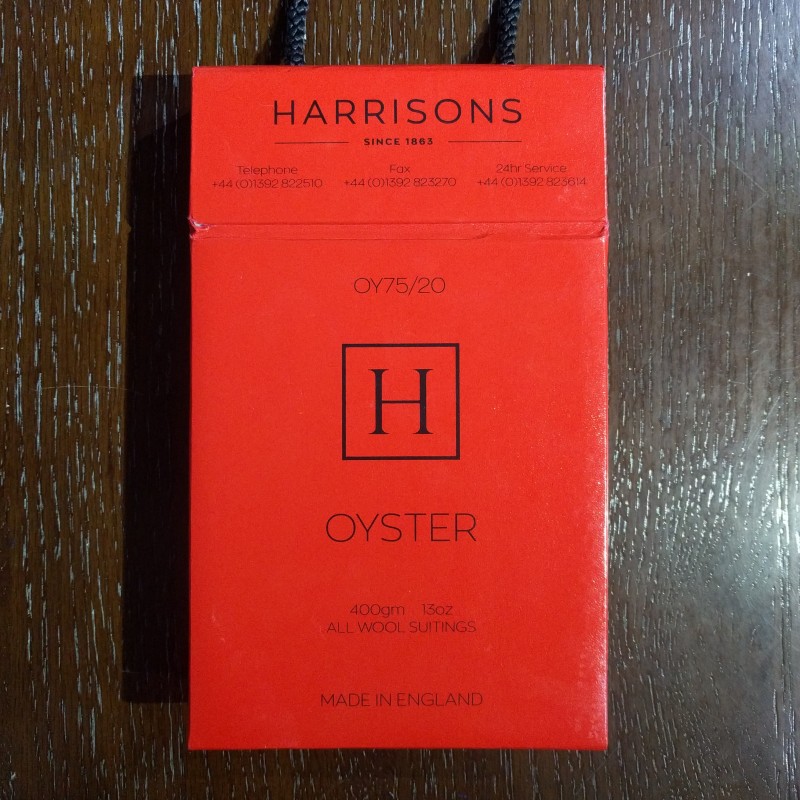 HARRISONS
SINCE 1863
Telephone Fax 24hr Service
+44 (0)1392 822510 +44 (0)1392 823270 +44 (0)1392 823614
OY75/20
H
OYSTER
400gm 13oz
ALL WOOL SUITINGS
MADE IN ENGLAND